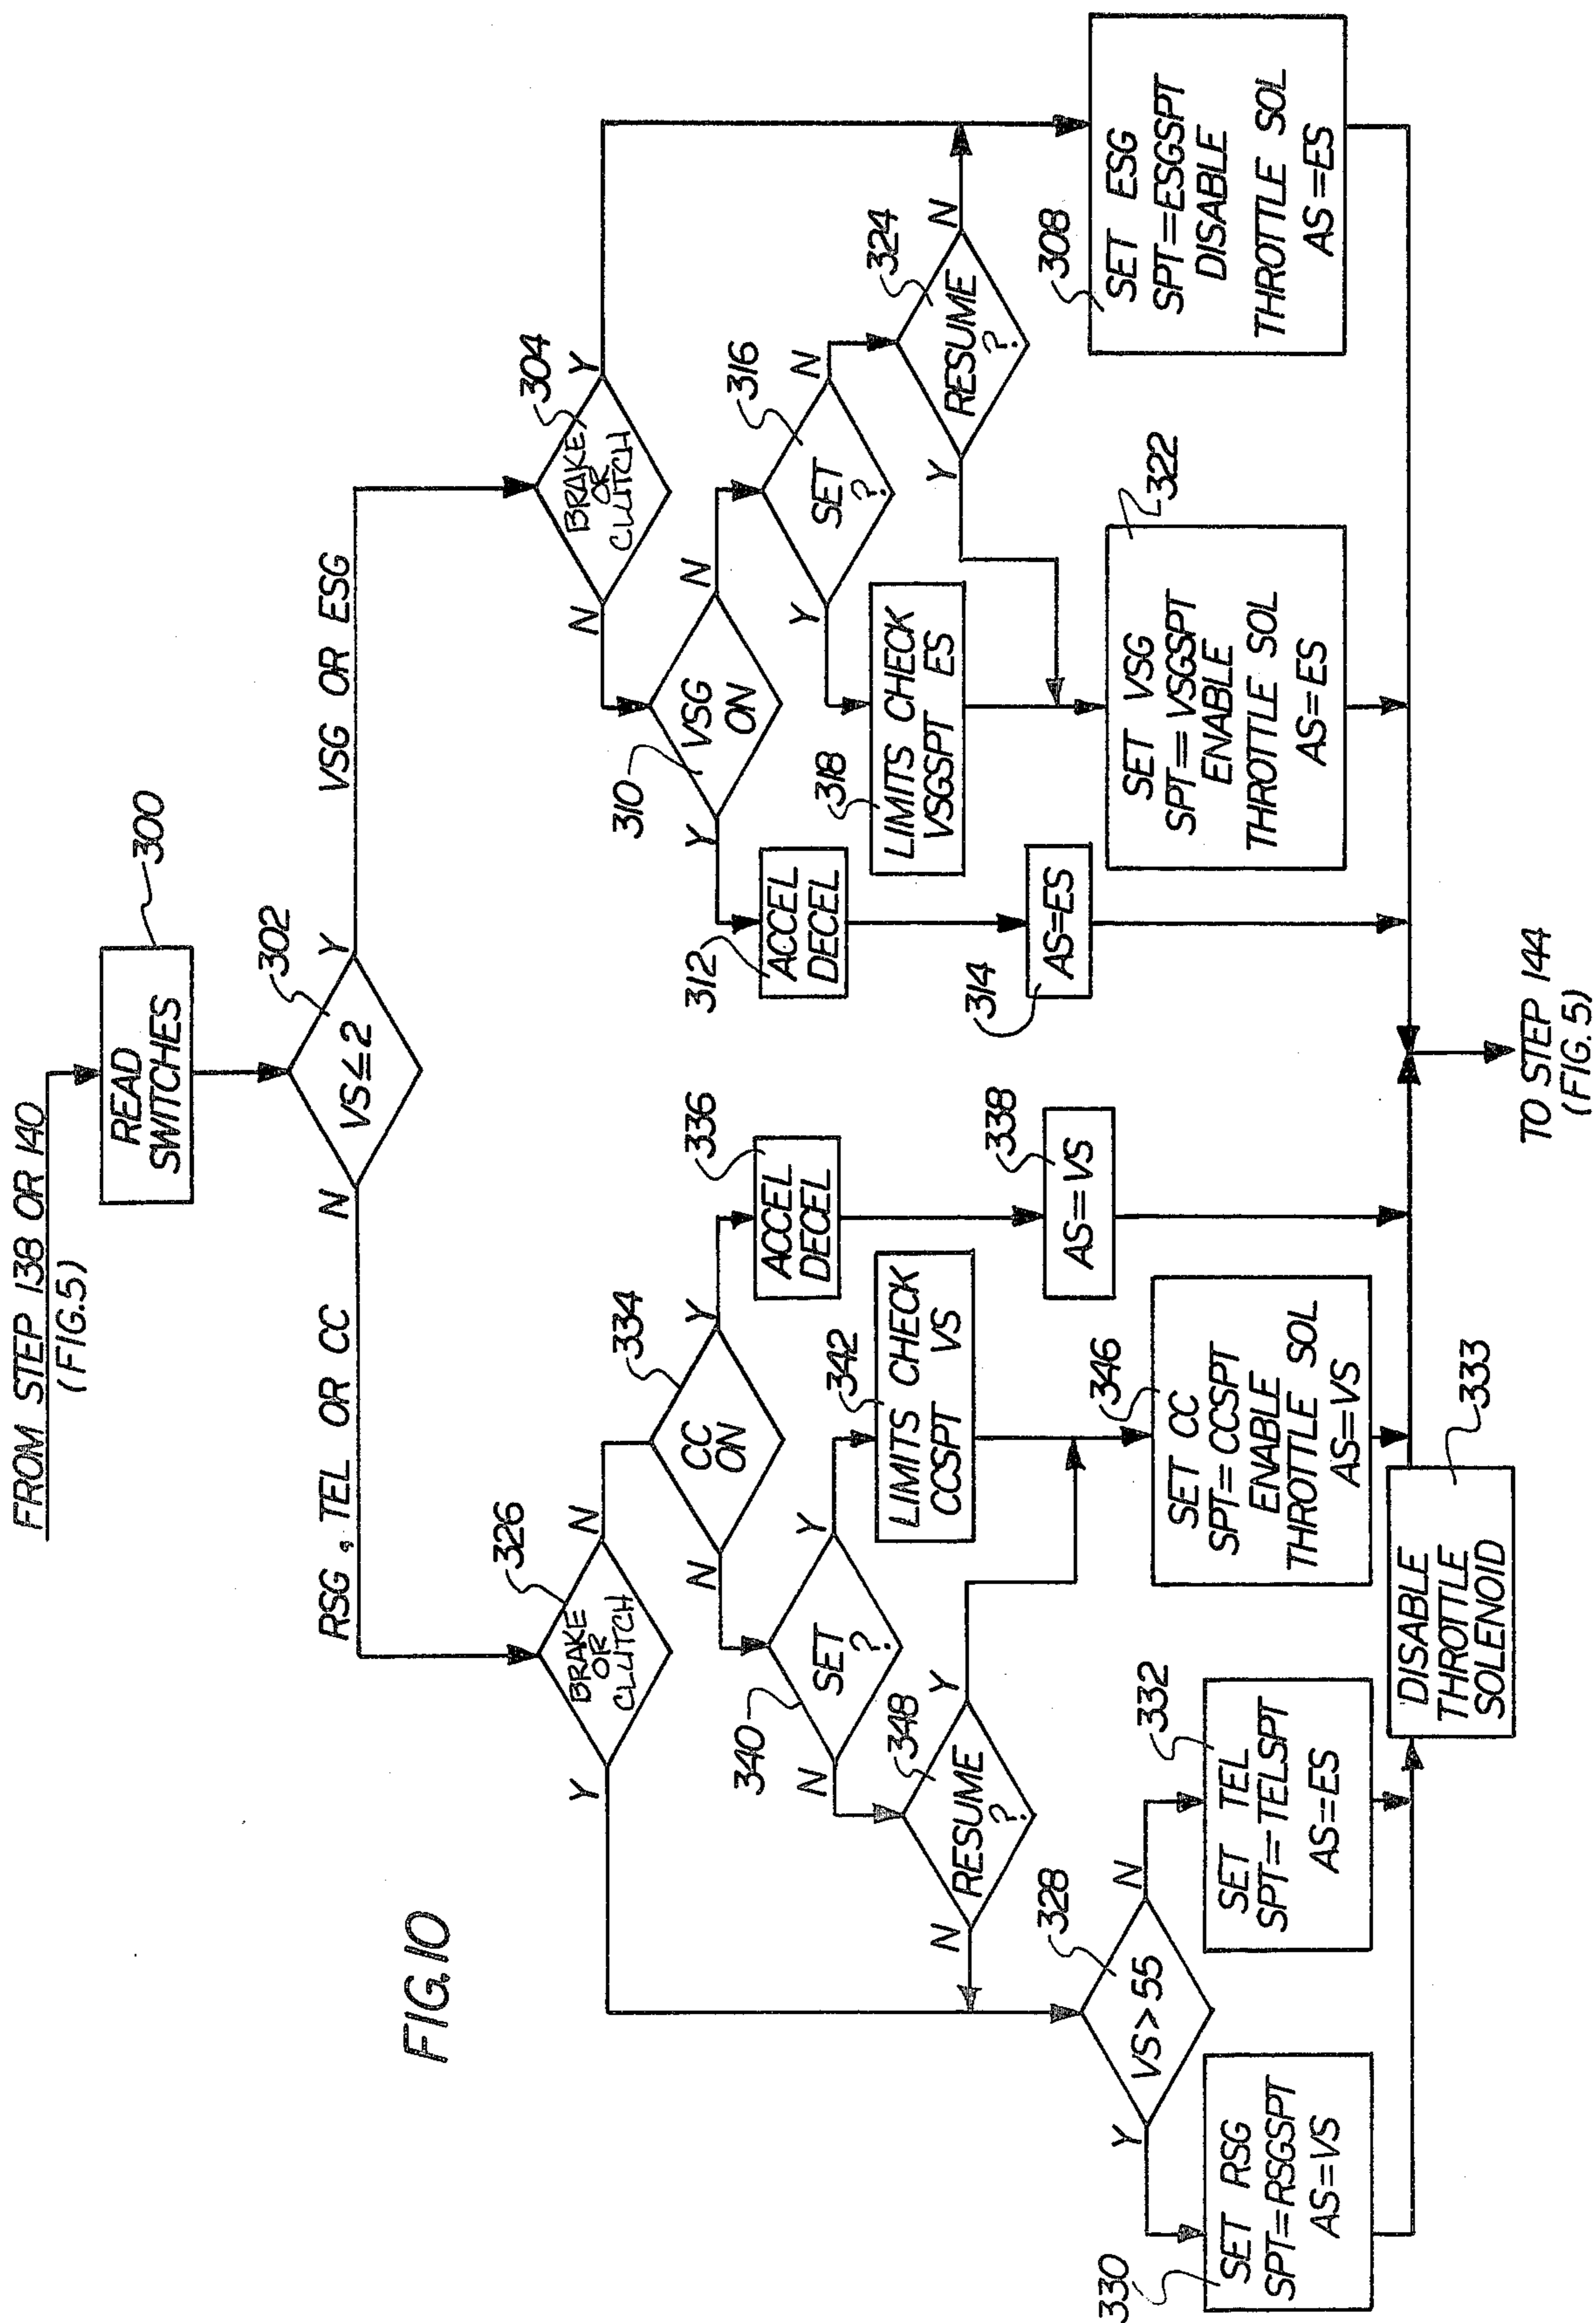 FROM STEP 138 OR 140
(FIG.5)
READ
SWITCHES
300
VS≤2
302
N
Y
RSG, TEL OR CC
VSG OR ESG
FIG.10
BRAKE
OR
CLUTCH
326
Y
N
CC
ON
334
N
Y
ACCEL
DECEL
336
AS=VS
338
SET
?
340
N
Y
LIMITS CHECK
CCSPT VS
342
RESUME
?
348
N
Y
SET CC
SPT=CCSPT
ENABLE
THROTTLE SOL
AS=VS
346
VS>55
328
Y
N
SET RSG
SPT=RSGSPT
AS=VS
330
SET TEL
SPT=TELSPT
AS=ES
332
DISABLE
THROTTLE
SOLENOID
333
BRAKE
OR
CLUTCH
304
N
Y
VSG
ON
310
Y
N
ACCEL
DECEL
312
AS=ES
314
SET
?
316
Y
N
LIMITS CHECK
VSGSPT ES
318
RESUME
?
324
Y
N
SET VSG
SPT=VSGSPT
ENABLE
THROTTLE SOL
AS=ES
322
SET ESG
SPT=ESGSPT
DISABLE
THROTTLE SOL
AS=ES
308
TO STEP 144
(FIG.5)